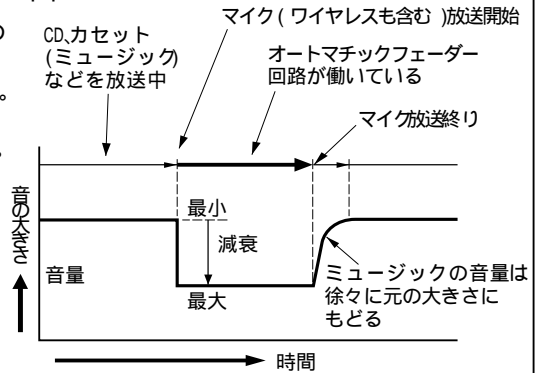 の
。
マイク( ワイヤレスも含む )放送開始
CD、カセット
(ミュージック)
などを放送中
オートマチックフェーダー
回路が働いている
マイク放送終り
音の大きさ
最小
減衰
音量
最大
ミュージックの音量は
徐々に元の大きさに
もどる
時間